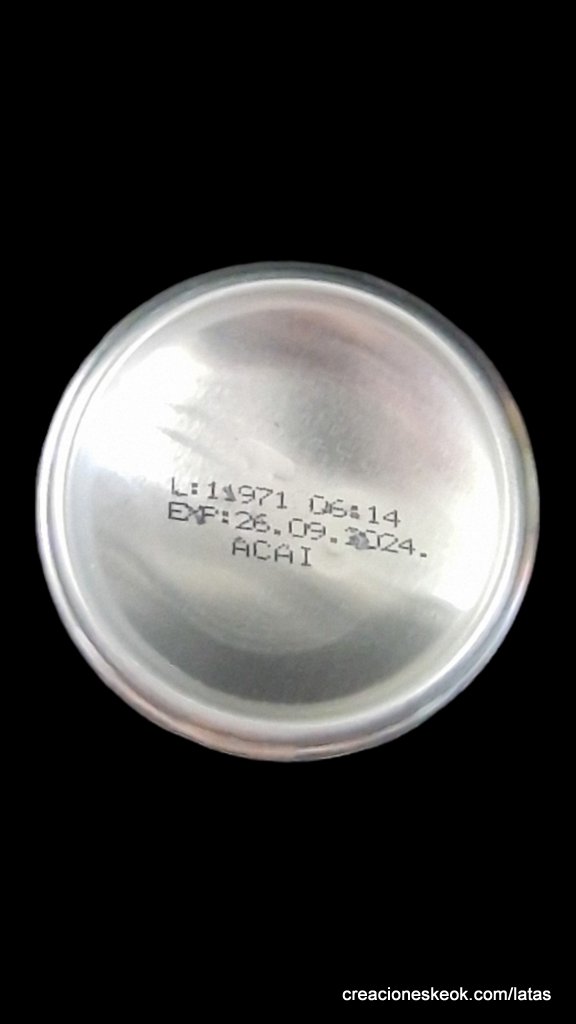 L:11971 06:14
EXP:26.09.2024.
ACAI
creacioneskeok.com/latas